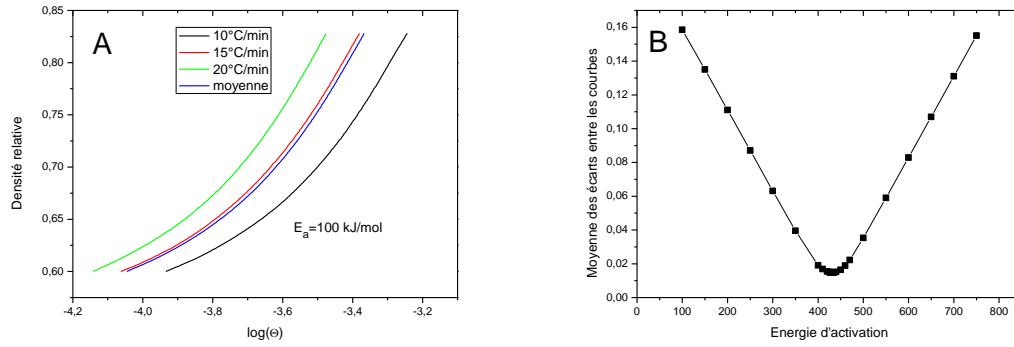 A
10°C/min
15°C/min
20°C/min
moyenne
E_a=100 kJ/mol
Densité relative
0,85
0,80
0,75
0,70
0,65
0,60
-4,2 -4,0 -3,8 -3,6 -3,4 -3,2
log(Θ)
B
Moyenne des écarts entre les courbes
0,16
0,14
0,12
0,10
0,08
0,06
0,04
0,02
0,00
0 100 200 300 400 500 600 700 800
Energie d'activation